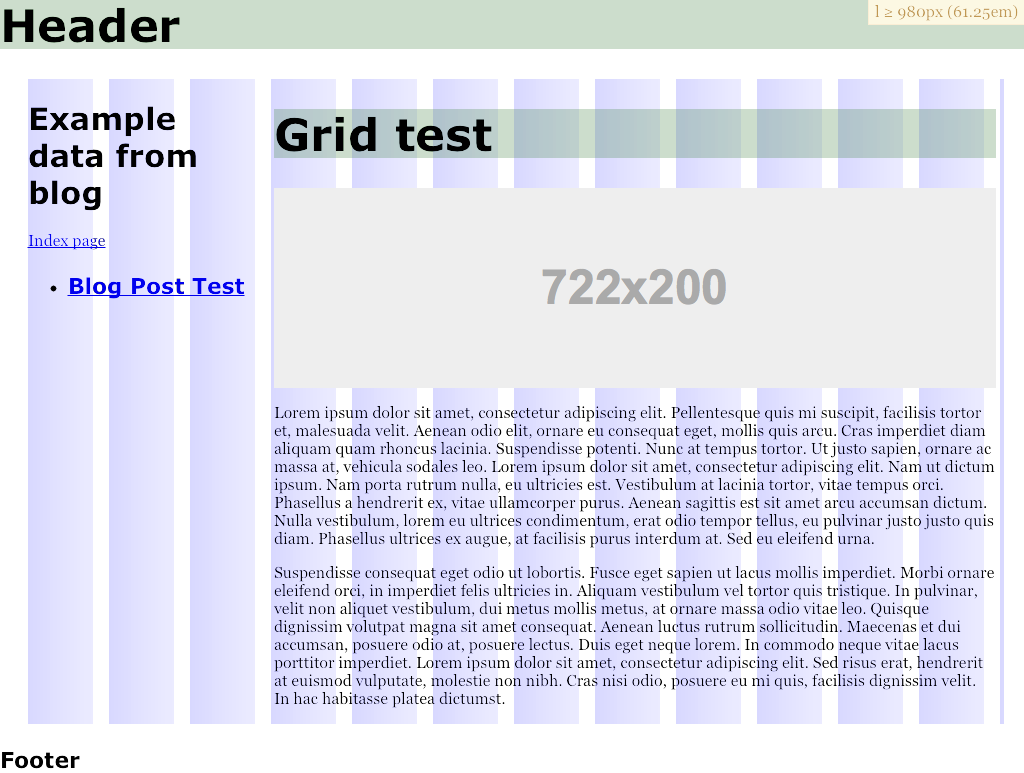 Header
l ≥ 980px (61.25em)
Example
data from
blog
Index page
Blog Post Test
Grid test
722x200
Lorem ipsum dolor sit amet, consectetur adipiscing elit. Pellentesque quis mi suscipit, facilisis tortor
et, malesuada velit. Aenean odio elit, ornare eu consequat eget, mollis quis arcu. Cras imperdiet diam
aliquam quam rhoncus lacinia. Suspendisse potenti. Nunc at tempus tortor. Ut justo sapien, ornare ac
massa at, vehicula sodales leo. Lorem ipsum dolor sit amet, consectetur adipiscing elit. Nam ut dictum
ipsum. Nam porta rutrum nulla, eu ultricies est. Vestibulum at lacinia tortor, vitae tempus orci.
Phasellus a hendrerit ex, vitae ullamcorper purus. Aenean sagittis est sit amet arcu accumsan dictum.
Nulla vestibulum, lorem eu ultrices condimentum, erat odio tempor tellus, eu pulvinar justo justo quis
diam. Phasellus ultrices ex augue, at facilisis purus interdum at. Sed eu eleifend urna.
Suspendisse consequat eget odio ut lobortis. Fusce eget sapien ut lacus mollis imperdiet. Morbi ornare
eleifend orci, in imperdiet felis ultricies in. Aliquam vestibulum vel tortor quis tristique. In pulvinar,
velit non aliquet vestibulum, dui metus mollis metus, at ornare massa odio vitae leo. Quisque
dignissim volutpat magna sit amet consequat. Aenean luctus rutrum sollicitudin. Maecenas et dui
accumsan, posuere odio at, posuere lectus. Duis eget neque lorem. In commodo neque vitae lacus
porttitor imperdiet. Lorem ipsum dolor sit amet, consectetur adipiscing elit. Sed risus erat, hendrerit
at euismod vulputate, molestie non nibh. Cras nisi odio, posuere eu mi quis, facilisis dignissim velit.
In hac habitasse platea dictumst.
Footer